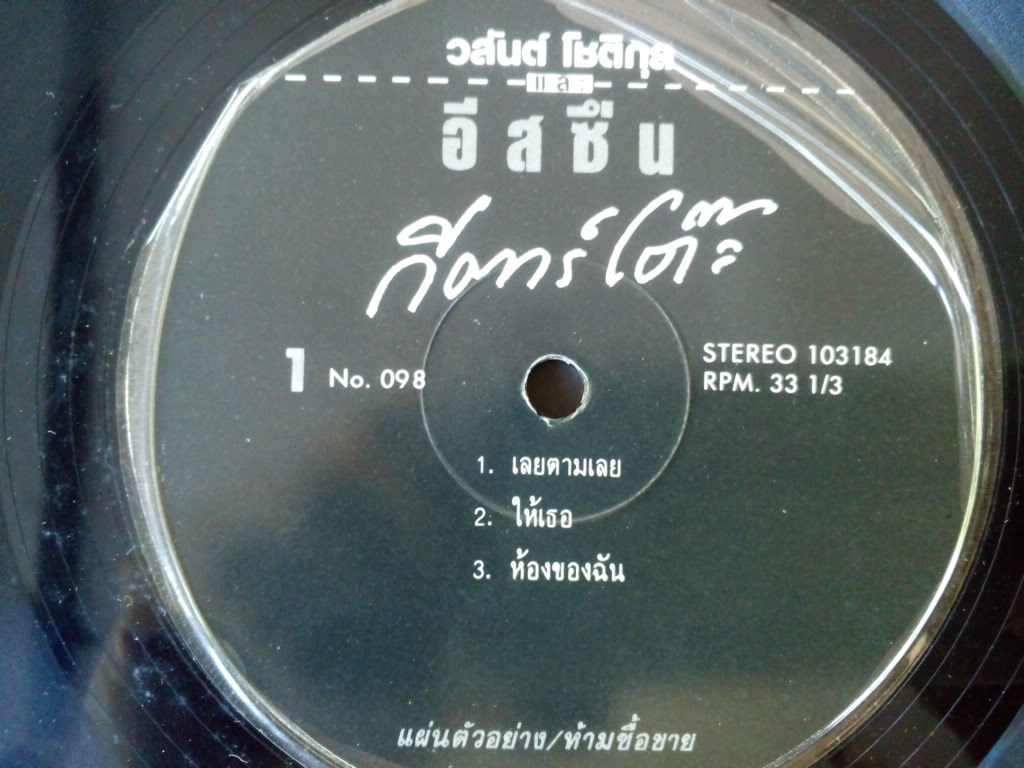 วสันต์ โชติกุล
และ
อีสซึ่น
กีตาร์โต๊ะ
1 No. 098
STEREO 103184
RPM. 33 1/3
1. เลยตามเลย
2. ให้เธอ
3. ห้องของฉัน
แผ่นตัวอย่าง/ห้ามซื้อขาย